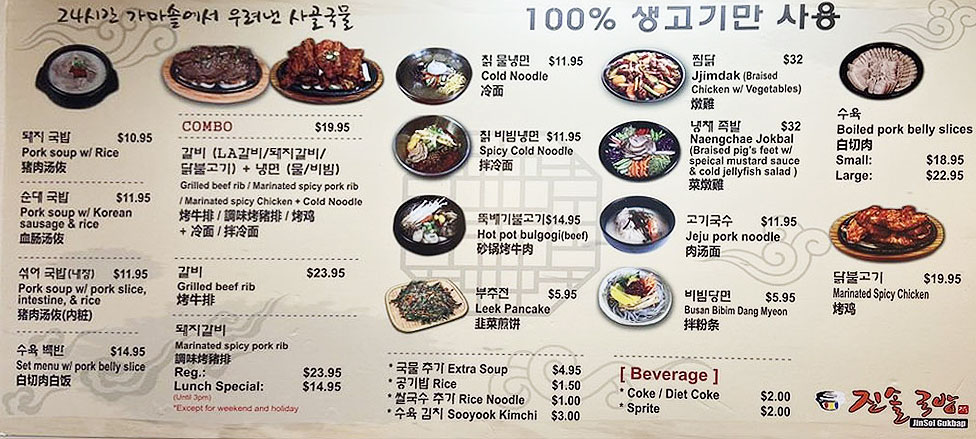 24시간 가마솥에서 우려낸 사골국물
100% 생고기만 사용
돼지 국밥 $10.95
Pork soup w/ Rice
猪肉汤侬
순대 국밥 $11.95
Pork soup w/ Korean
sausage & rice
血肠汤侬
섞어 국밥(내장) $11.95
Pork soup w/ pork slice,
intestine, & rice
猪肉汤侬(内脏)
수육 백반 $14.95
Set menu w/ pork belly slice
白切肉白饭
COMBO $19.95
갈비 (LA갈비/돼지갈비/
닭불고기) + 냉면 (물/비빔)
Grilled beef rib / Marinated spicy pork rib
/ Marinated spicy Chicken + Cold Noodle
烤牛排 / 調味烤豬排 / 烤鸡
+ 冷面 / 拌冷面
갈비 $23.95
Grilled beef rib
烤牛排
돼지갈비
Marinated spicy pork rib
調味烤豬排
Reg.: $23.95
Lunch Special: $14.95
(Until 3pm)
*Except for weekend and holiday
칡 물냉면 $11.95
Cold Noodle
冷面
칡 비빔냉면 $11.95
Spicy Cold Noodle
拌冷面
뚝배기불고기 $14.95
Hot pot bulgogi(beef)
砂锅烤牛肉
부추전 $5.95
Leek Pancake
韭菜煎饼
* 국물 추가 Extra Soup $4.95
* 공기밥 Rice $1.50
* 쌀국수 추가 Rice Noodle $1.00
* 수육 김치 Sooyook Kimchi $3.00
찜닭 $32
Jjimdak (Braised
Chicken w/ Vegetables)
燉雞
냉채 족발 $32
Naengchae Jokbal
(Braised pig's feet w/
speical mustard sauce
& cold jellyfish salad )
菜燉雞
고기국수 $11.95
Jeju pork noodle
肉汤面
비빔당면 $5.95
Busan Bibim Dang Myeon
拌粉条
[ Beverage ]
* Coke / Diet Coke $2.00
* Sprite $2.00
수육
Boiled pork belly slices
白切肉
Small: $18.95
Large: $22.95
닭불고기 $19.95
Marinated Spicy Chicken
烤鸡
진솔국밥
JinSol Gukbap